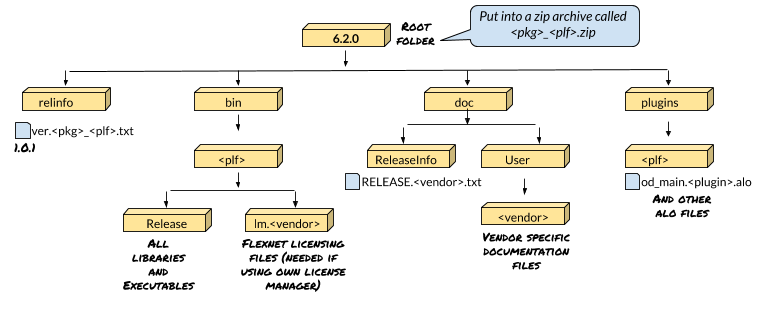 Put into a zip archive called
<pkg>_<plf>.zip
Root
folder
6.2.0
relinfo
bin
doc
plugins
ver.<pkg>_<plf>.txt
1.0.1
<plf>
ReleaseInfo
User
<plf>
RELEASE.<vendor>.txt
od_main.<plugin>.alo
And other
alo files
Release
lm.<vendor>
<vendor>
All
libraries
and
Executables
Flexnet licensing
files (needed if
using own license
manager)
Vendor specific
documentation
files